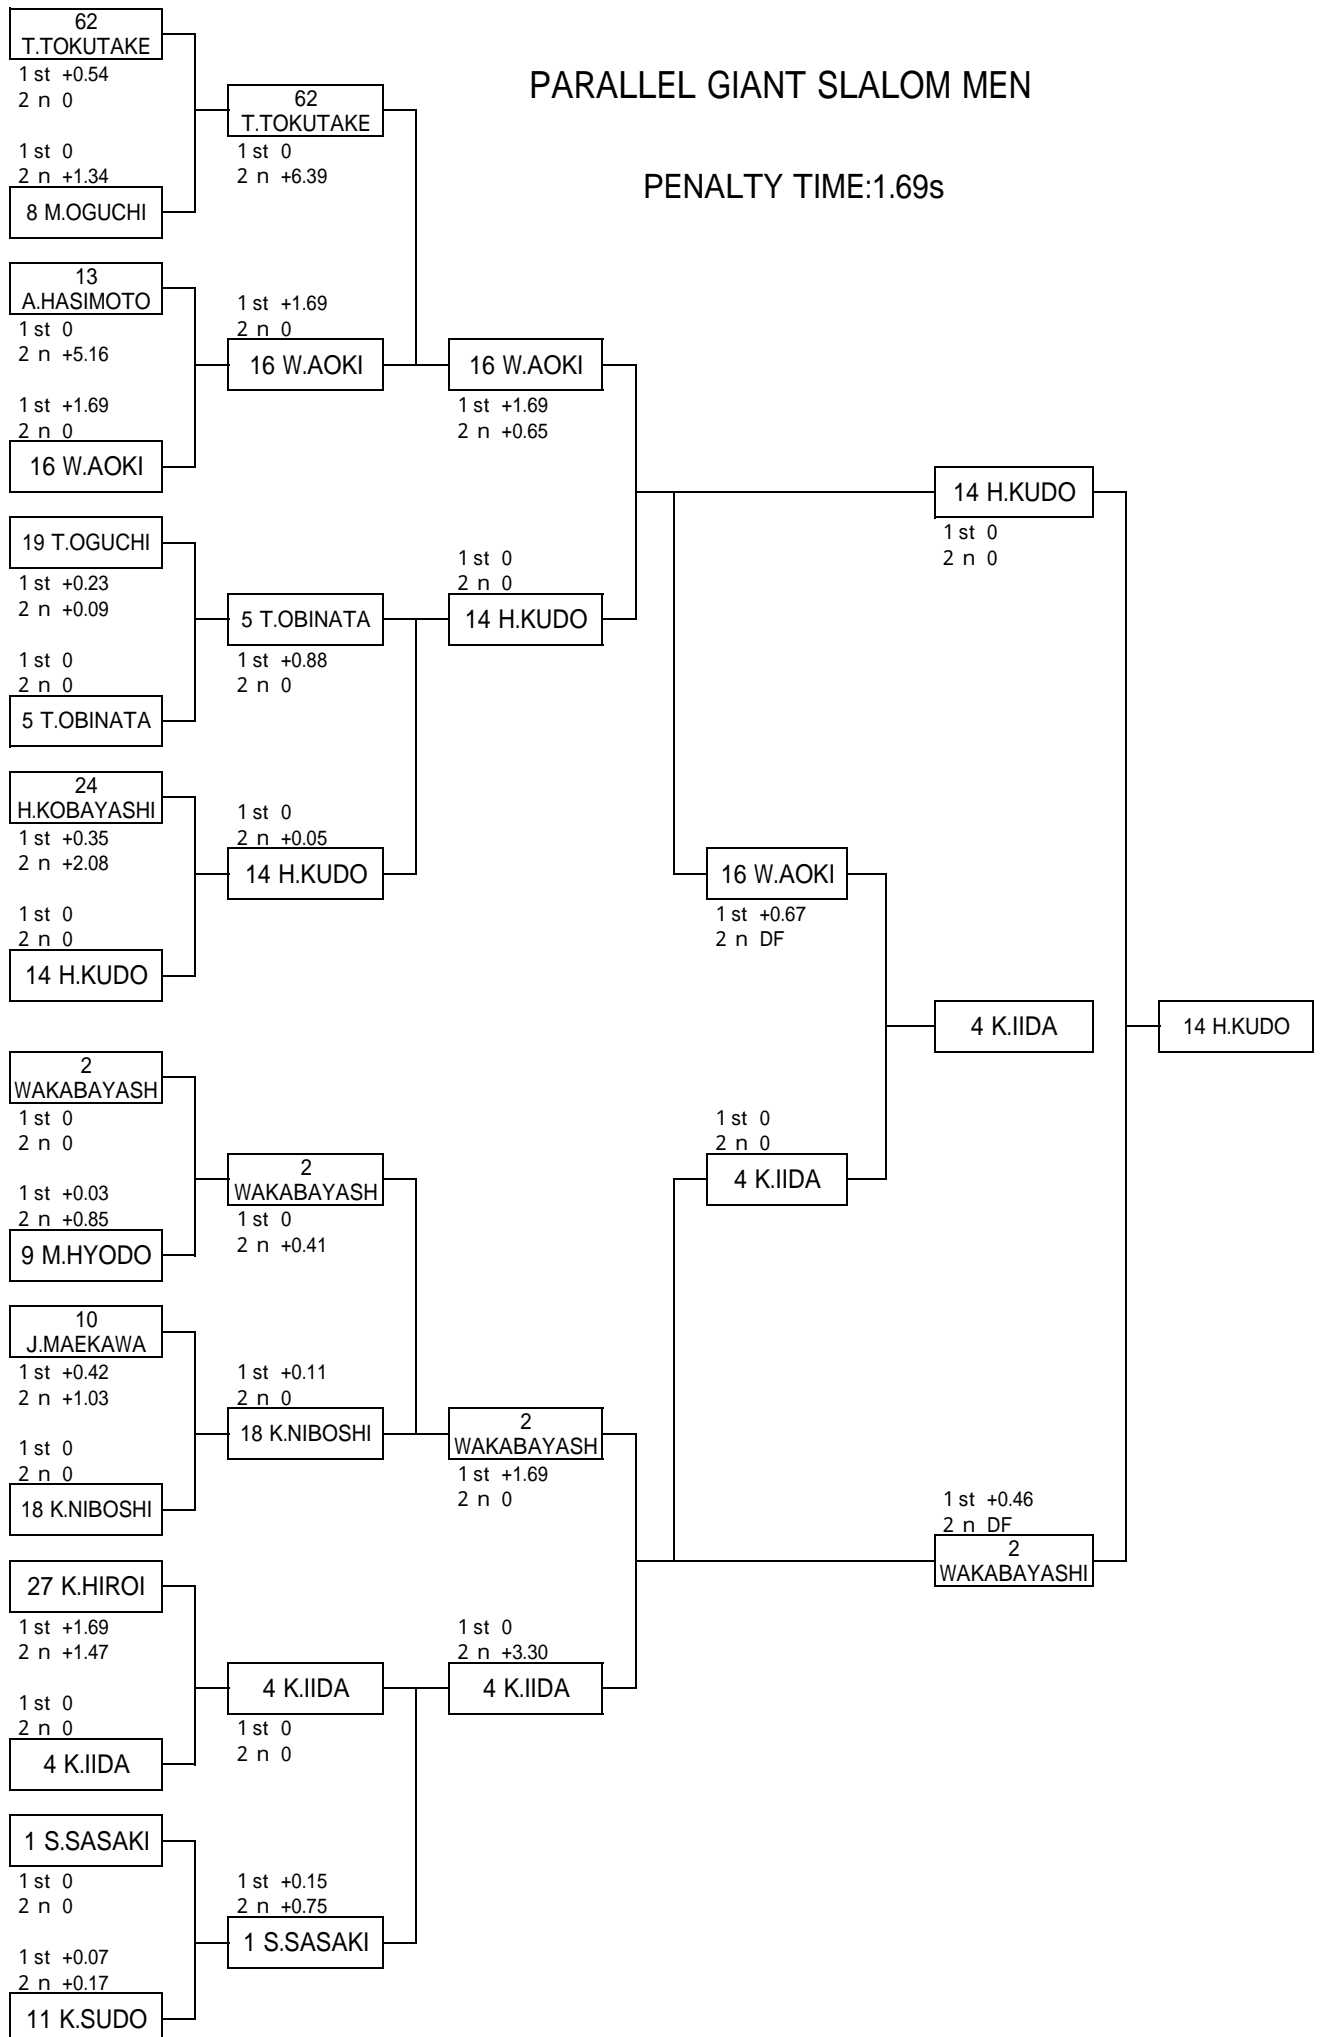 PARALLEL GIANT SLALOM MEN
PENALTY TIME:1.69s
62
T.TOKUTAKE
1 st +0.54
2 n 0
1 st 0
2 n +1.34
8 M.OGUCHI
13
A.HASIMOTO
1 st 0
2 n +5.16
1 st +1.69
2 n 0
16 W.AOKI
19 T.OGUCHI
1 st +0.23
2 n +0.09
1 st 0
2 n 0
5 T.OBINATA
24
H.KOBAYASHI
1 st +0.35
2 n +2.08
1 st 0
2 n 0
14 H.KUDO
2
WAKABAYASH
1 st 0
2 n 0
1 st +0.03
2 n +0.85
9 M.HYODO
10
J.MAEKAWA
1 st +0.42
2 n +1.03
1 st 0
2 n 0
18 K.NIBOSHI
27 K.HIROI
1 st +1.69
2 n +1.47
1 st 0
2 n 0
4 K.IIDA
1 S.SASAKI
1 st 0
2 n 0
1 st +0.07
2 n +0.17
11 K.SUDO
62
T.TOKUTAKE
1 st 0
2 n +6.39
1 st +1.69
2 n 0
16 W.AOKI
5 T.OBINATA
1 st +0.88
2 n 0
1 st 0
2 n +0.05
14 H.KUDO
2
WAKABAYASH
1 st 0
2 n +0.41
1 st +0.11
2 n 0
18 K.NIBOSHI
4 K.IIDA
1 st 0
2 n 0
1 st +0.15
2 n +0.75
1 S.SASAKI
16 W.AOKI
1 st +1.69
2 n +0.65
1 st 0
2 n 0
14 H.KUDO
2
WAKABAYASH
1 st +1.69
2 n 0
1 st 0
2 n +3.30
4 K.IIDA
16 W.AOKI
1 st +0.67
2 n DF
1 st 0
2 n 0
4 K.IIDA
14 H.KUDO
1 st 0
2 n 0
4 K.IIDA
1 st +0.46
2 n DF
2
WAKABAYASHI
14 H.KUDO